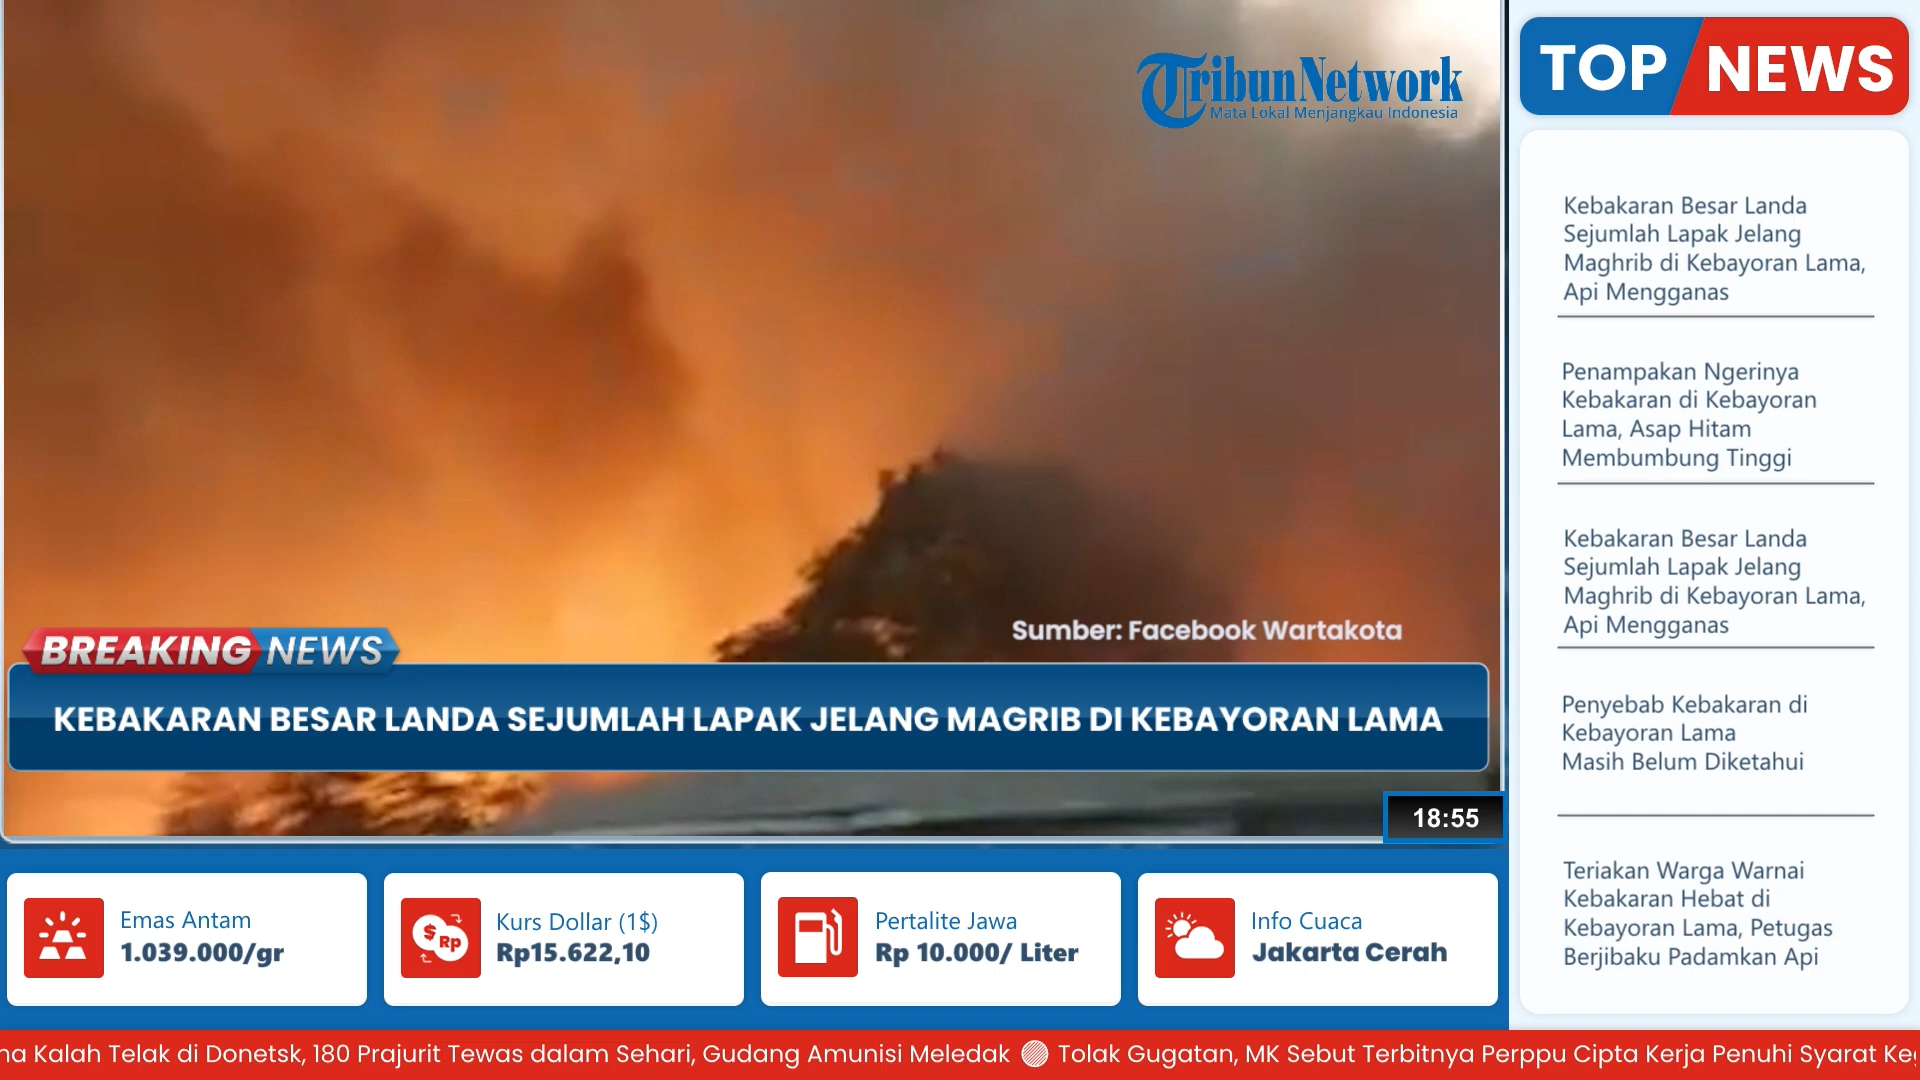 TribunNetwork
Mata Lokal Menjangkau Indonesia
Sumber: Facebook Wartakota
BREAKING NEWS
KEBAKARAN BESAR LANDA SEJUMLAH LAPAK JELANG MAGRIB DI KEBAYORAN LAMA
18:55
Emas Antam
1.039.000/gr
Kurs Dollar (1$)
Rp15.622,10
Pertalite Jawa
Rp 10.000/ Liter
Info Cuaca
Jakarta Cerah
TOP NEWS
Kebakaran Besar Landa
Sejumlah Lapak Jelang
Maghrib di Kebayoran Lama,
Api Mengganas
Penampakan Ngerinya
Kebakaran di Kebayoran
Lama, Asap Hitam
Membumbung Tinggi
Kebakaran Besar Landa
Sejumlah Lapak Jelang
Maghrib di Kebayoran Lama,
Api Mengganas
Penyebab Kebakaran di
Kebayoran Lama
Masih Belum Diketahui
Teriakan Warga Warnai
Kebakaran Hebat di
Kebayoran Lama, Petugas
Berjibaku Padamkan Api
Kalah Telak di Donetsk, 180 Prajurit Tewas dalam Sehari, Gudang Amunisi Meledak Tolak Gugatan, MK Sebut Terbitnya Perppu Cipta Kerja Penuhi Syarat